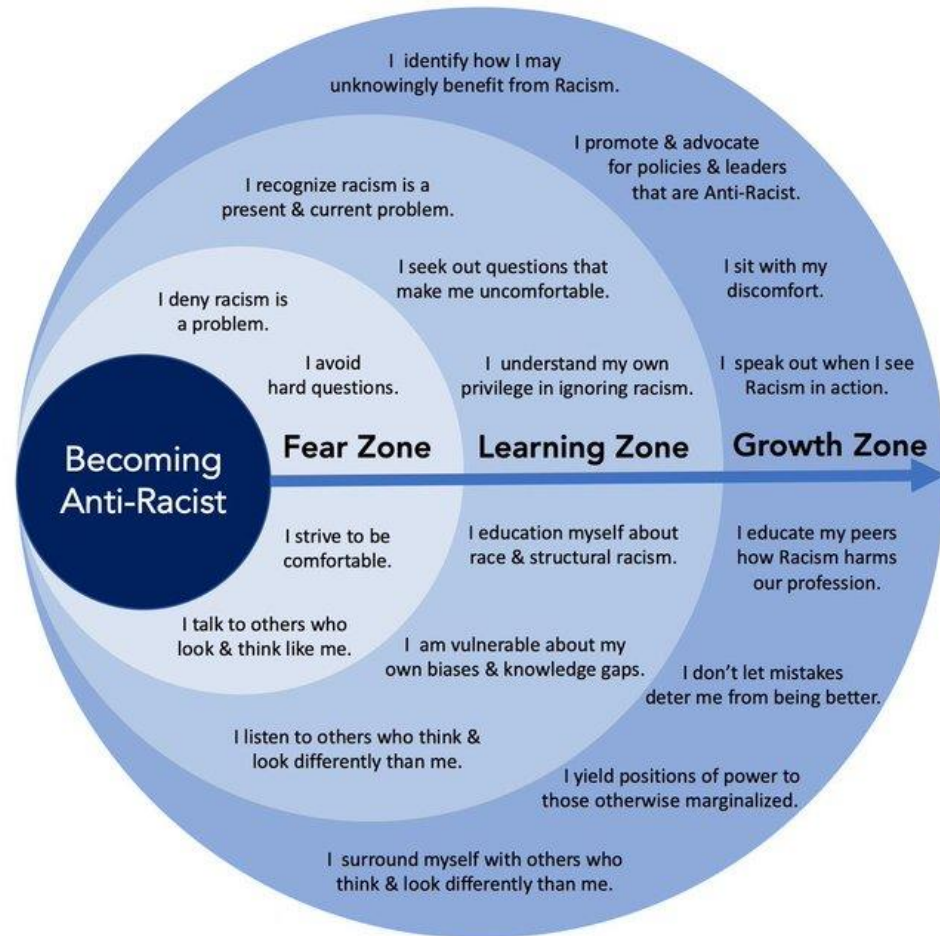 I identify how I may
unknowingly benefit from Racism.
I promote & advocate
for policies & leaders
that are Anti-Racist.
I recognize racism is a
present & current problem.
I seek out questions that
make me uncomfortable.
I sit with my
discomfort.
I deny racism is
a problem.
I avoid
hard questions.
I understand my own
privilege in ignoring racism.
I speak out when I see
Racism in action.
Becoming
Anti-Racist
Fear Zone
Learning Zone
Growth Zone
I strive to be
comfortable.
I education myself about
race & structural racism.
I educate my peers
how Racism harms
our profession.
I talk to others who
look & think like me.
I am vulnerable about my
own biases & knowledge gaps.
I don't let mistakes
deter me from being better.
I listen to others who think &
look differently than me.
I yield positions of power to
those otherwise marginalized.
I surround myself with others who
think & look differently than me.